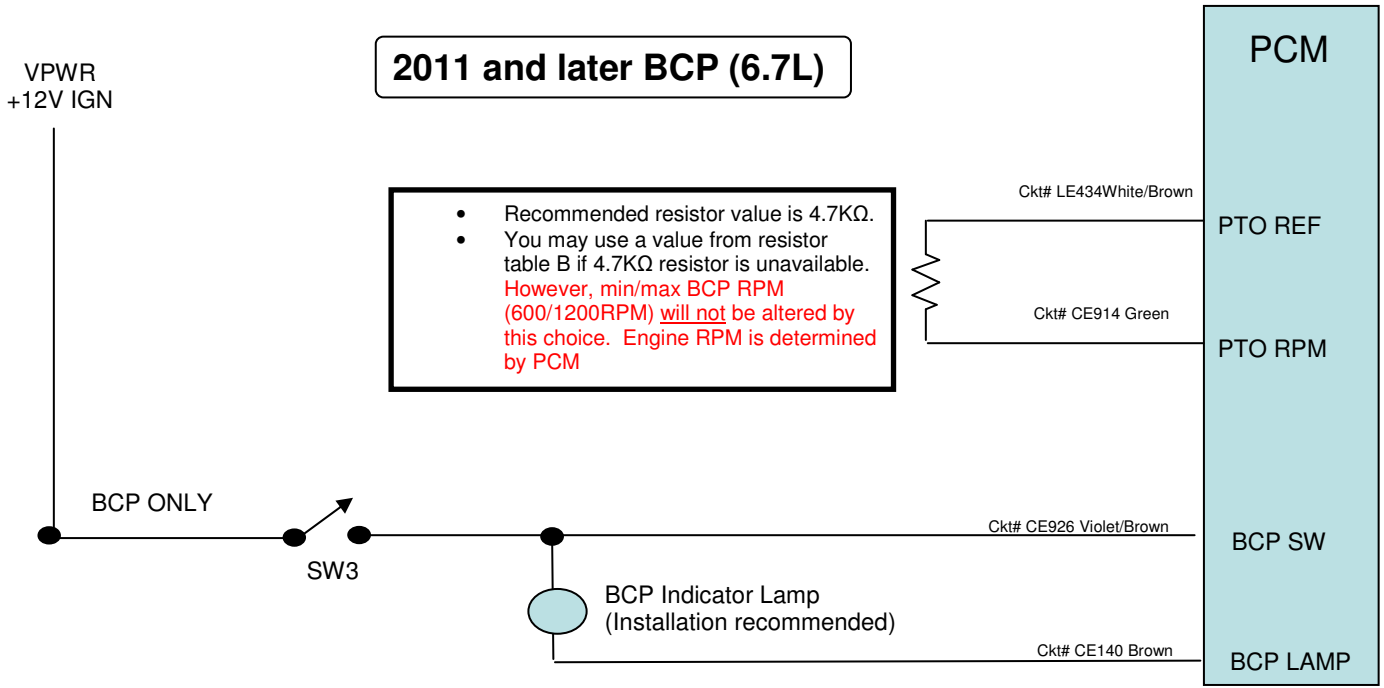 2011 and later BCP (6.7L)
PCM
VPWR
+12V IGN
• Recommended resistor value is 4.7KΩ.
• You may use a value from resistor
table B if 4.7KΩ resistor is unavailable.
However, min/max BCP RPM
(600/1200RPM) will not be altered by
this choice. Engine RPM is determined
by PCM
Ckt# LE434White/Brown
PTO REF
Ckt# CE914 Green
PTO RPM
BCP ONLY
SW3
Ckt# CE926 Violet/Brown
BCP SW
BCP Indicator Lamp
(Installation recommended)
Ckt# CE140 Brown
BCP LAMP